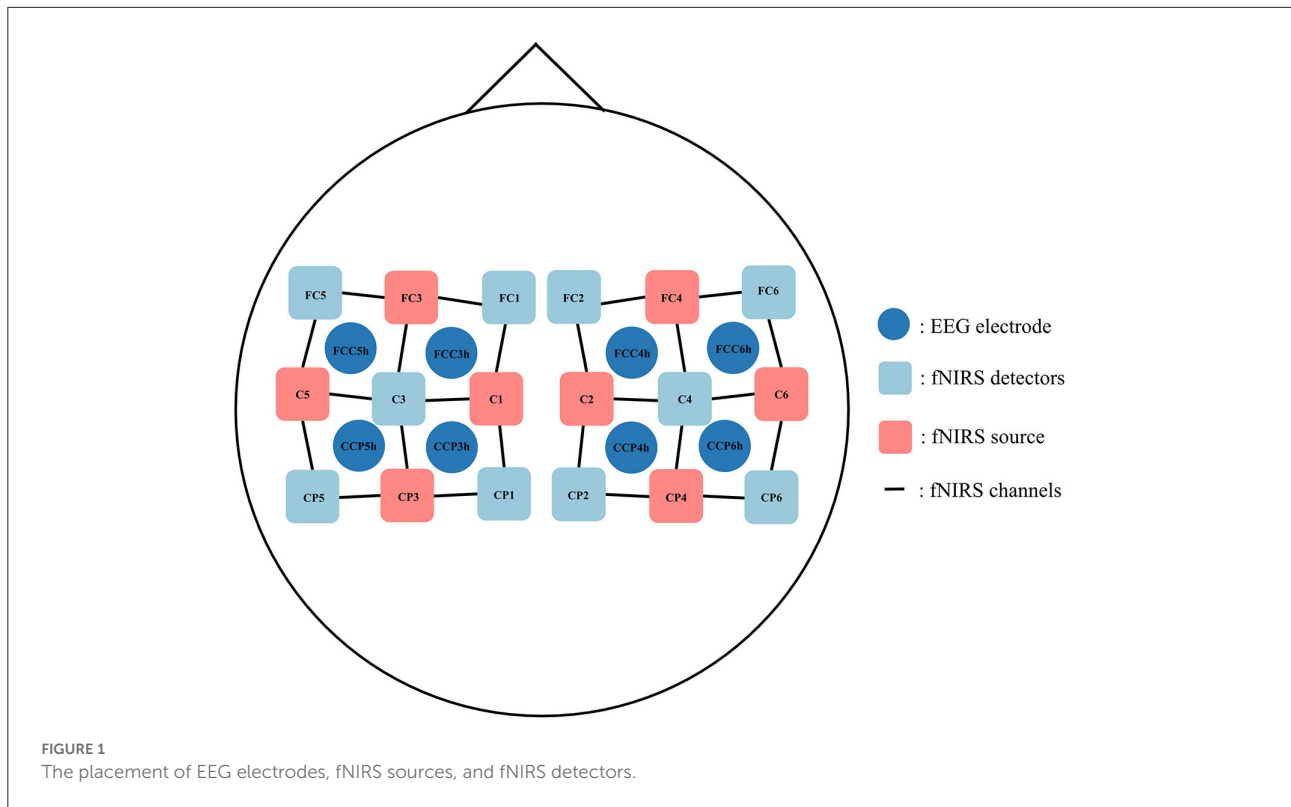 FC5 FC3 FC1 FC2 FC4 FC6
FCC5h FCC3h FCC4h FCC6h
C5 C3 C1 C2 C4 C6
CCP5h CCP3h CCP4h CCP6h
CP5 CP3 CP1 CP2 CP4 CP6
: EEG electrode
: fNIRS detectors
: fNIRS source
: fNIRS channels
FIGURE 1
The placement of EEG electrodes, fNIRS sources, and fNIRS detectors.